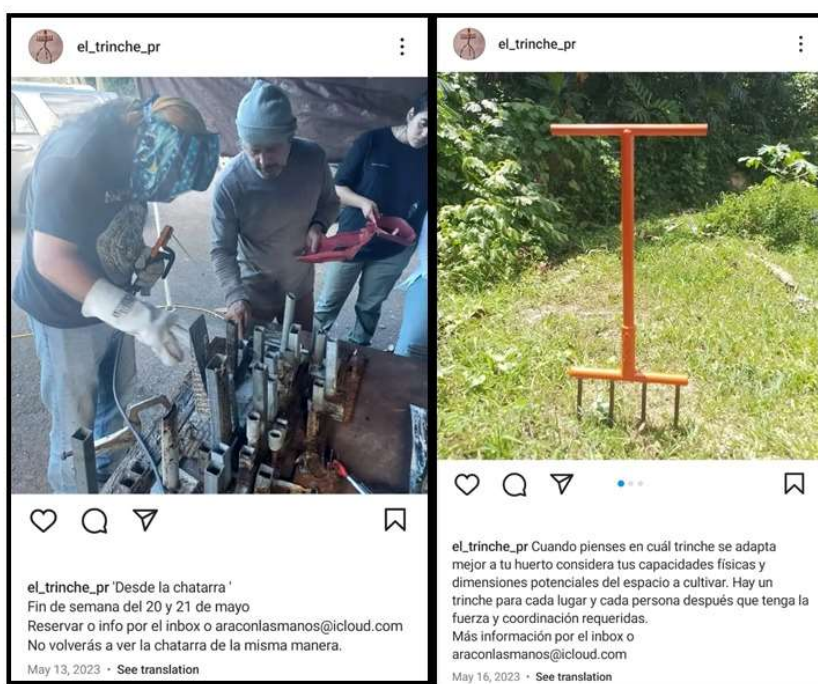 el_trinche_pr
el_trinche_pr 'Desde la chatarra '
Fin de semana del 20 y 21 de mayo
Reservar o info por el inbox o araconlasmanos@icloud.com
No volverás a ver la chatarra de la misma manera.
May 13, 2023 • See translation
el_trinche_pr
el_trinche_pr Cuando pienses en cuál trinche se adapta
mejor a tu huerto considera tus capacidades físicas y
dimensiones potenciales del espacio a cultivar. Hay un
trinche para cada lugar y cada persona después que tenga la
fuerza y coordinación requeridas.
Más información por el inbox o
araconlasmanos@icloud.com
May 16, 2023 • See translation